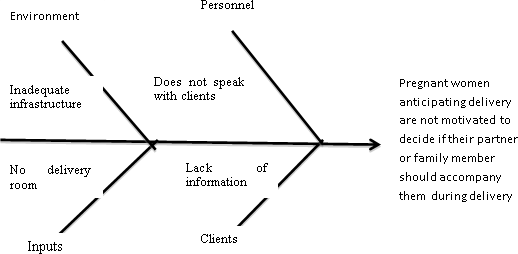 Environment
Personnel
Inadequate
infrastructure
Does not speak
with clients
Pregnant women
anticipating delivery
are not motivated to
decide if their partner
or family member
should accompany
them during delivery
No delivery
room
Lack of
information
Inputs
Clients